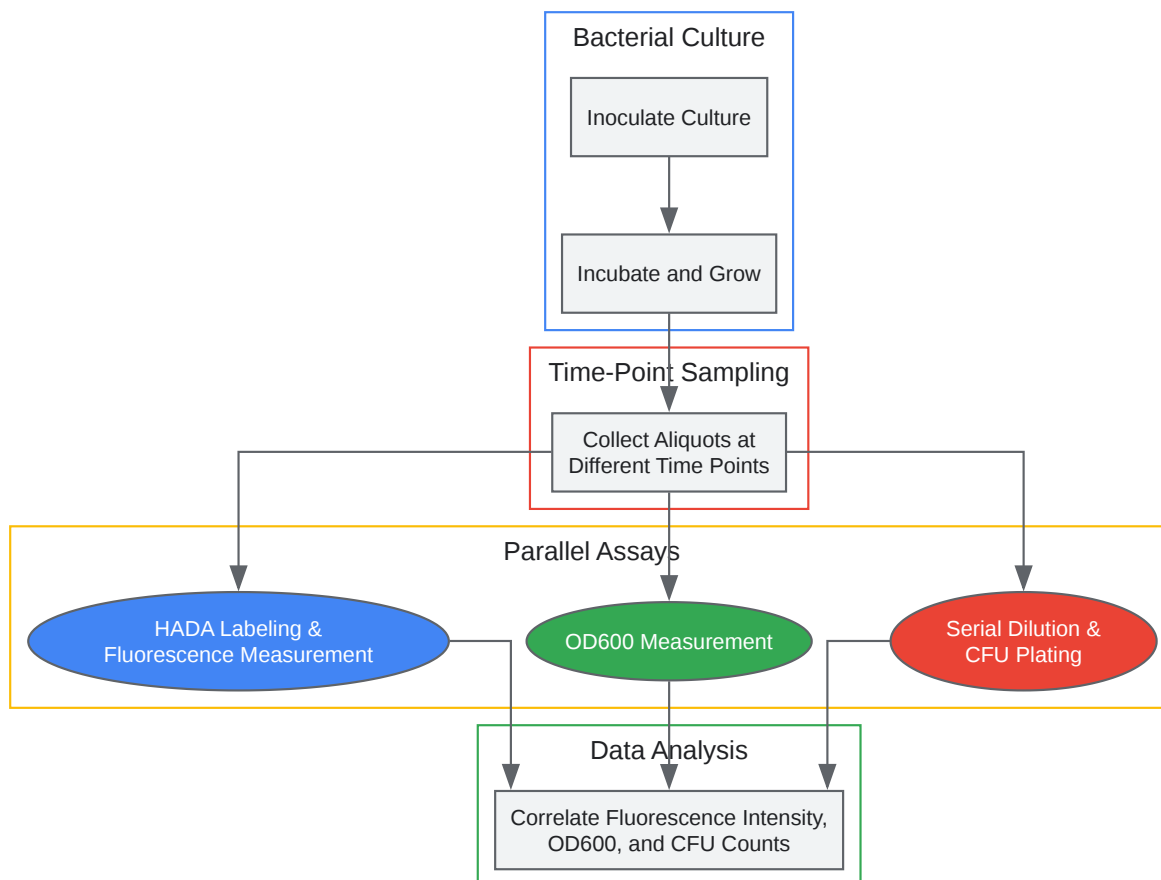 Bacterial Culture
Inoculate Culture
Incubate and Grow
Time-Point Sampling
Collect Aliquots at
Different Time Points
Parallel Assays
HADA Labeling &
Fluorescence Measurement
OD600 Measurement
Serial Dilution &
CFU Plating
Data Analysis
Correlate Fluorescence Intensity,
OD600, and CFU Counts